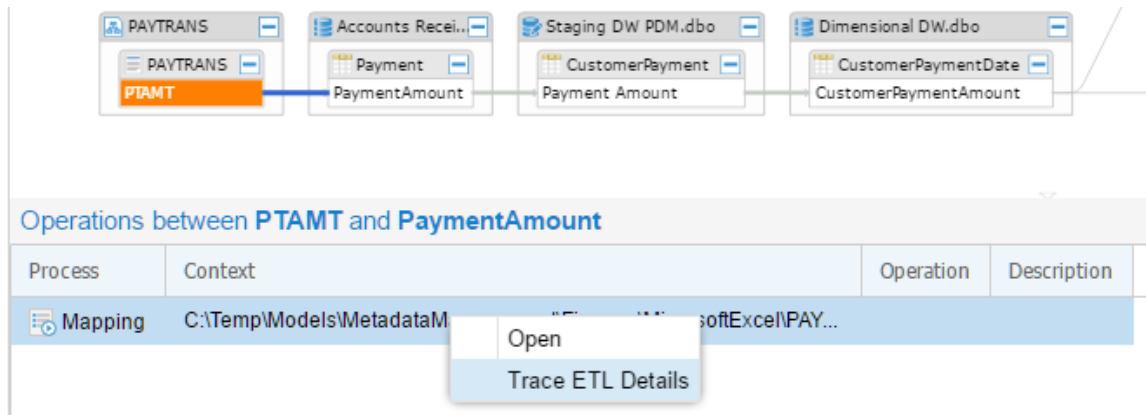 PAYTRANS
Accounts Recei...
Staging DW PDM.dbo
Dimensional DW.dbo
PAYTRANS
Payment
CustomerPayment
CustomerPaymentDate
PTAMT
PaymentAmount
Payment Amount
CustomerPaymentAmount
Operations between PTAMT and PaymentAmount
Process Context Operation Description
Mapping C:\Temp\Models\MetadataM softExcel\PAY...
Open
Trace ETL Details